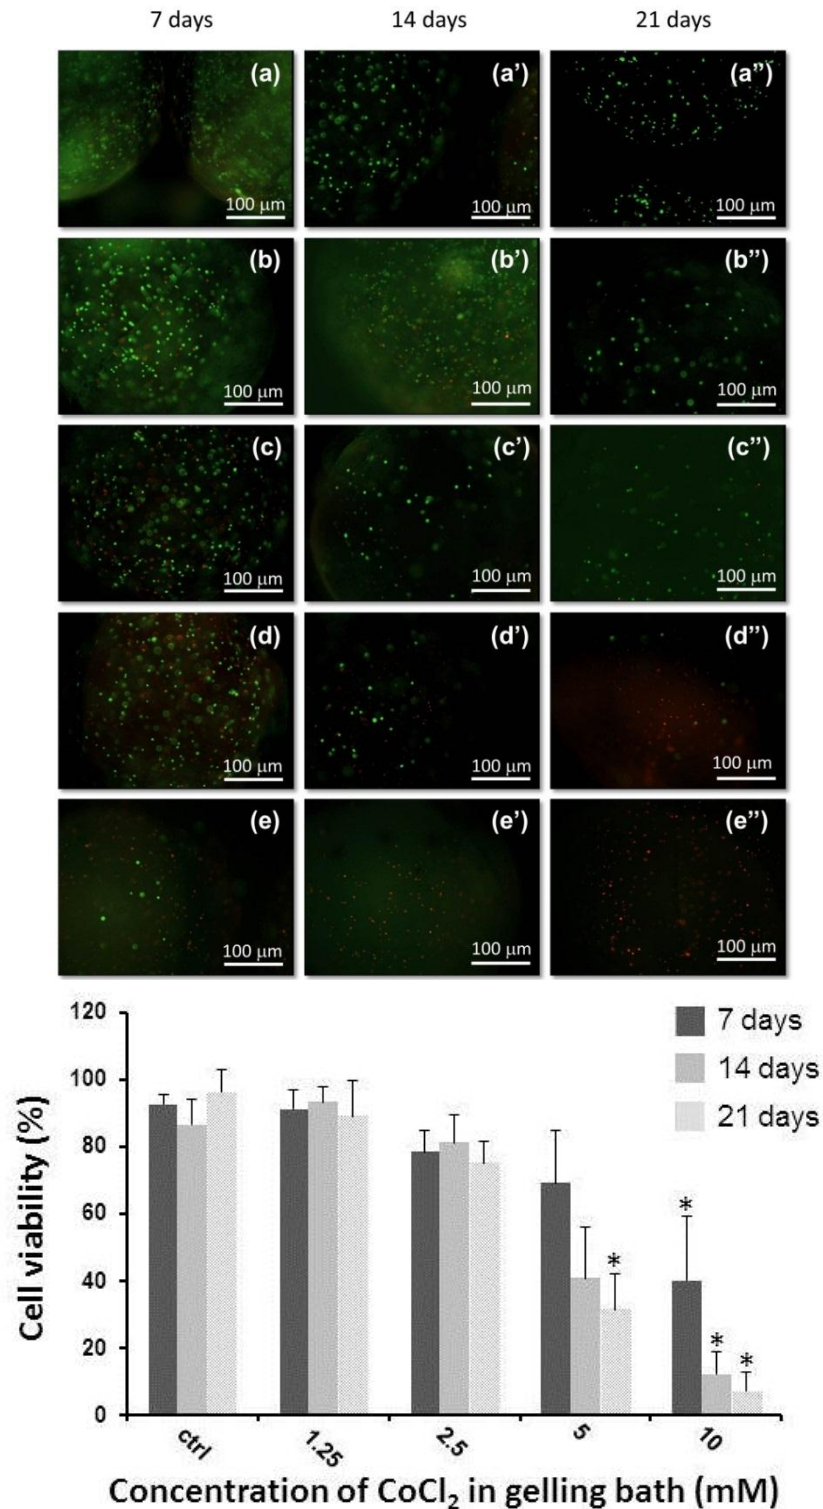 7 days 14 days 21 days
(a) (a') (a")
100 μm 100 μm 100 μm
(b) (b') (b")
100 μm 100 μm 100 μm
(c) (c') (c")
100 μm 100 μm 100 μm
(d) (d') (d")
100 μm 100 μm 100 μm
(e) (e') (e")
100 μm 100 μm 100 μm
120
100
80
60
40
20
0
Cell viability (%)
7 days
14 days
21 days
*
*
*
*
ctrl 1.25 2.5 5 10
Concentration of CoCl₂ in gelling bath (mM)